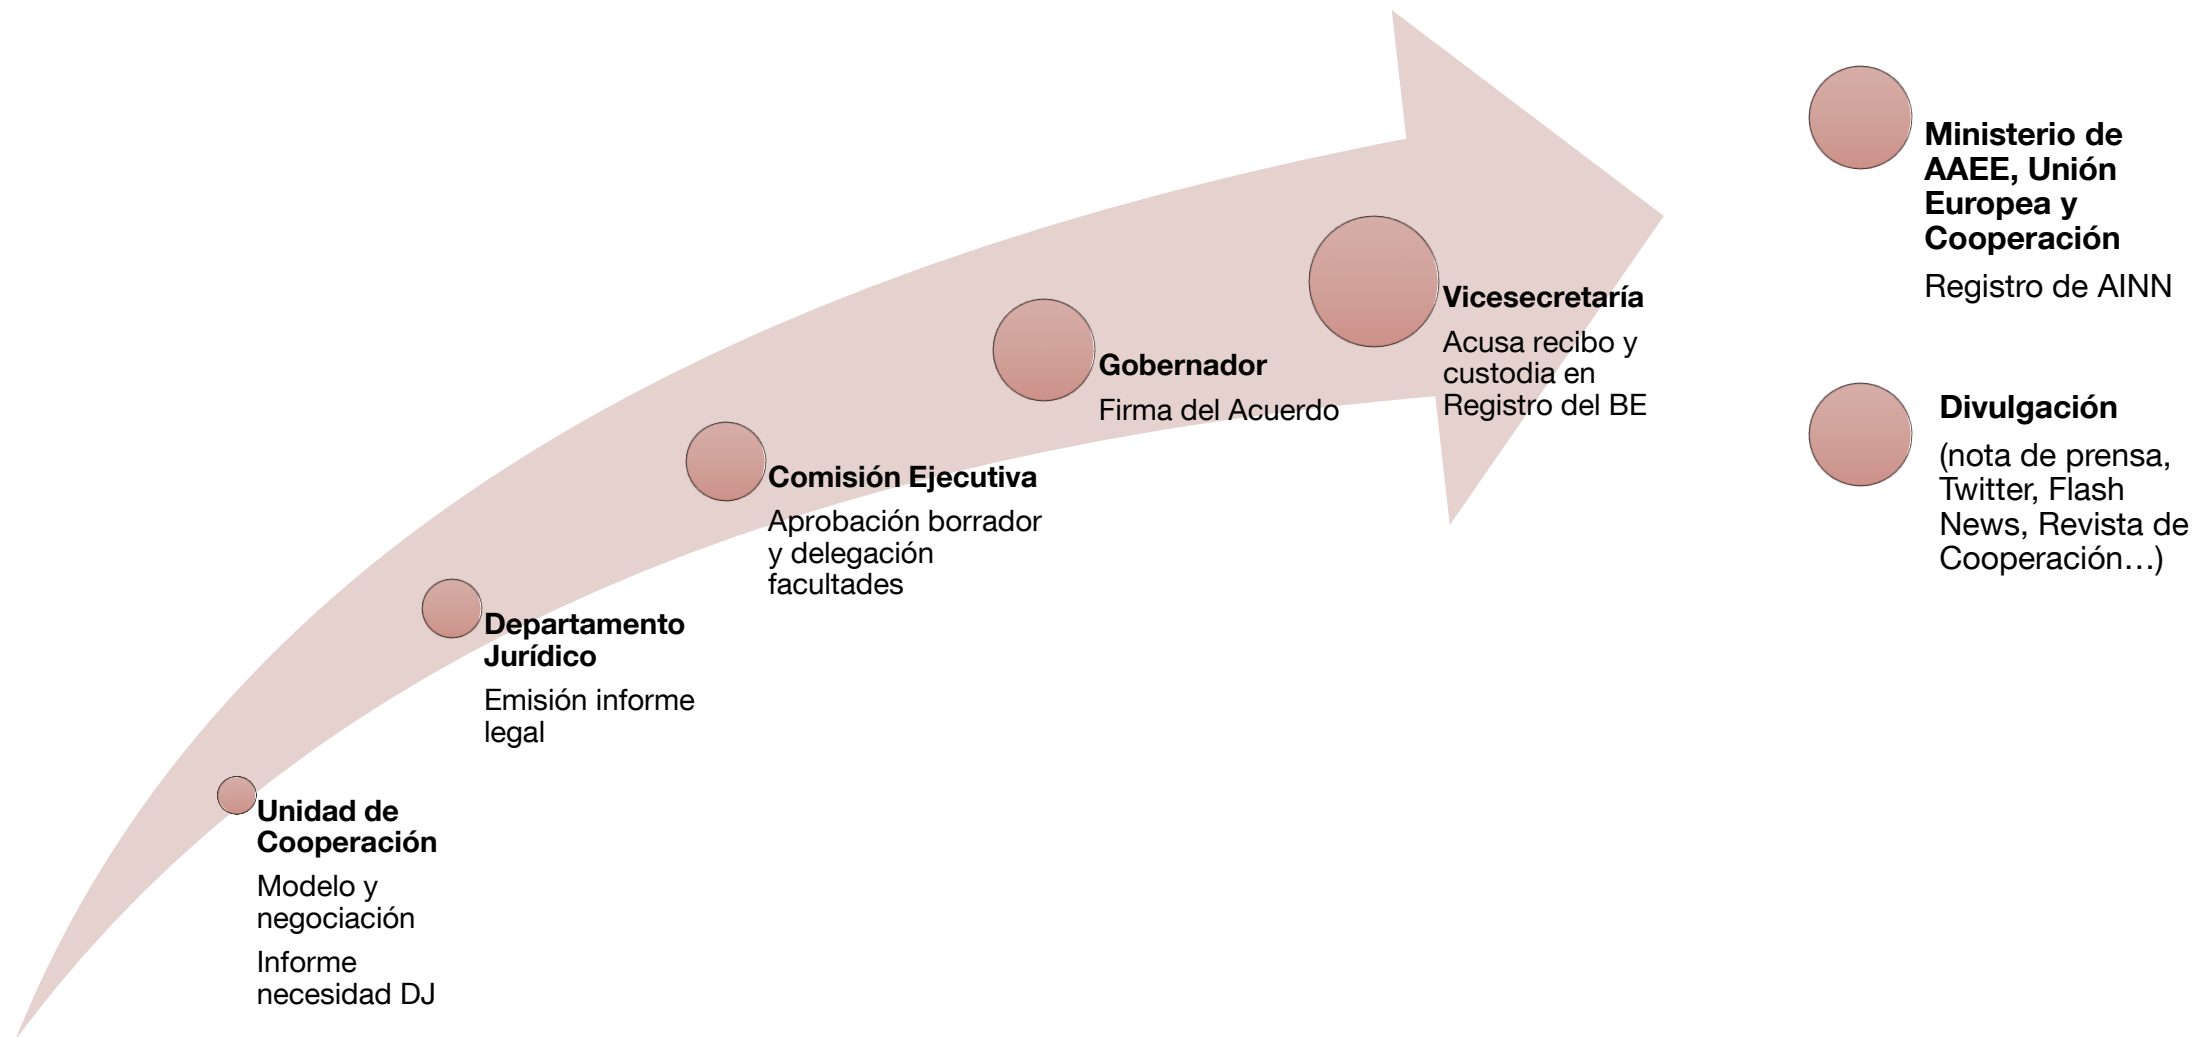 Unidad de
Cooperación
Modelo y
negociación
Informe
necesidad DJ
Departamento
Jurídico
Emisión informe
legal
Comisión Ejecutiva
Aprobación borrador
y delegación
facultades
Gobernador
Firma del Acuerdo
Vicesecretaría
Acusa recibo y
custodia en
Registro del BE
Ministerio de
AAEE, Unión
Europea y
Cooperación
Registro de AINN
Divulgación
(nota de prensa,
Twitter, Flash
News, Revista de
Cooperación…)